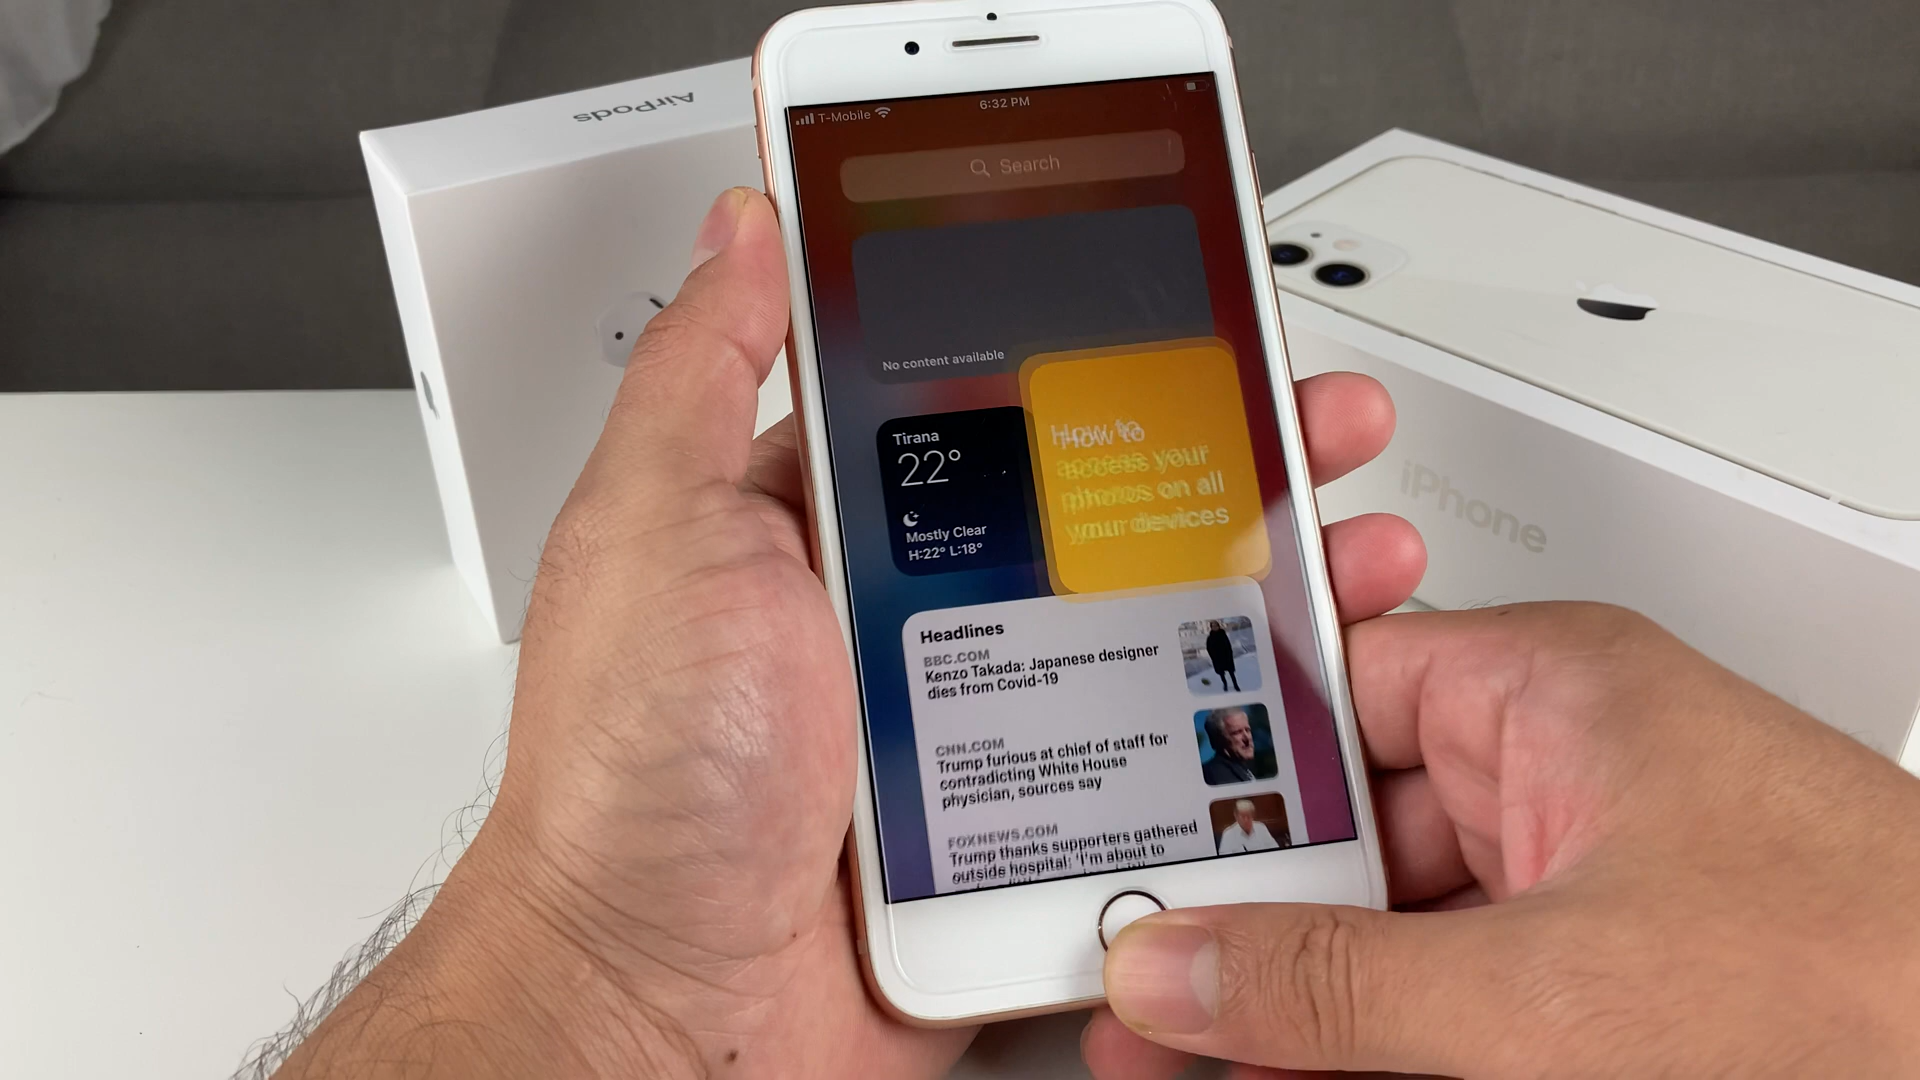 AirPods
T-Mobile
6:32 PM
Search
No content available
Tirana
22°
Mostly Clear
H:22° L:18°
How to
access your
photos on all
your devices
Headlines
BBC.COM
Kenzo Takada: Japanese designer
dies from Covid-19
CNN.COM
Trump furious at chief of staff for
contradicting White House
physician, sources say
FOXNEWS.COM
Trump thanks supporters gathered
outside hospital: 'I'm about to
iPhone